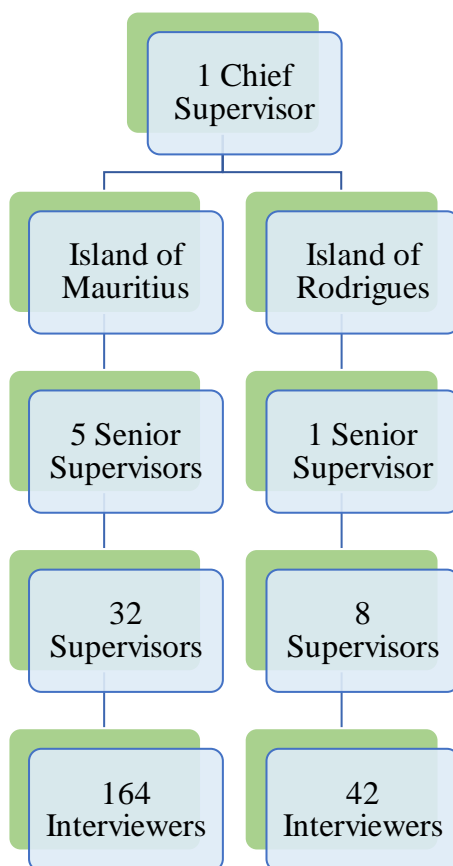 1 Chief
Supervisor
Island of
Mauritius
Island of
Rodrigues
5 Senior
Supervisors
1 Senior
Supervisor
32
Supervisors
8
Supervisors
164
Interviewers
42
Interviewers